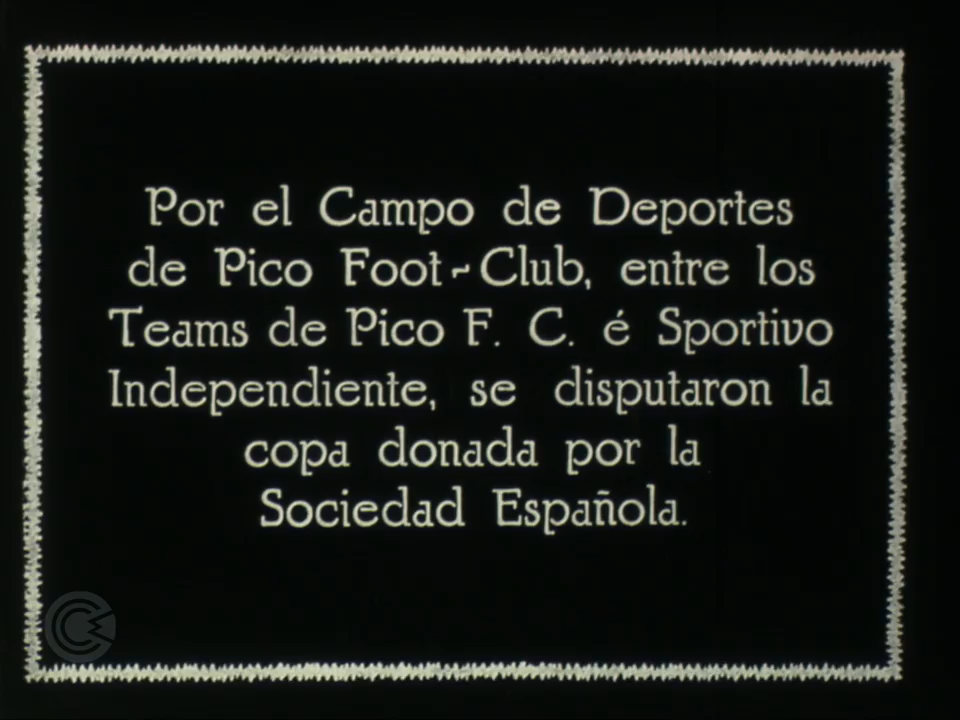 Por el Campo de Deportes
de Pico Foot-Club, entre los
Teams de Pico F. C. é Sportivo
Independiente, se disputaron la
copa donada por la
Sociedad Española.